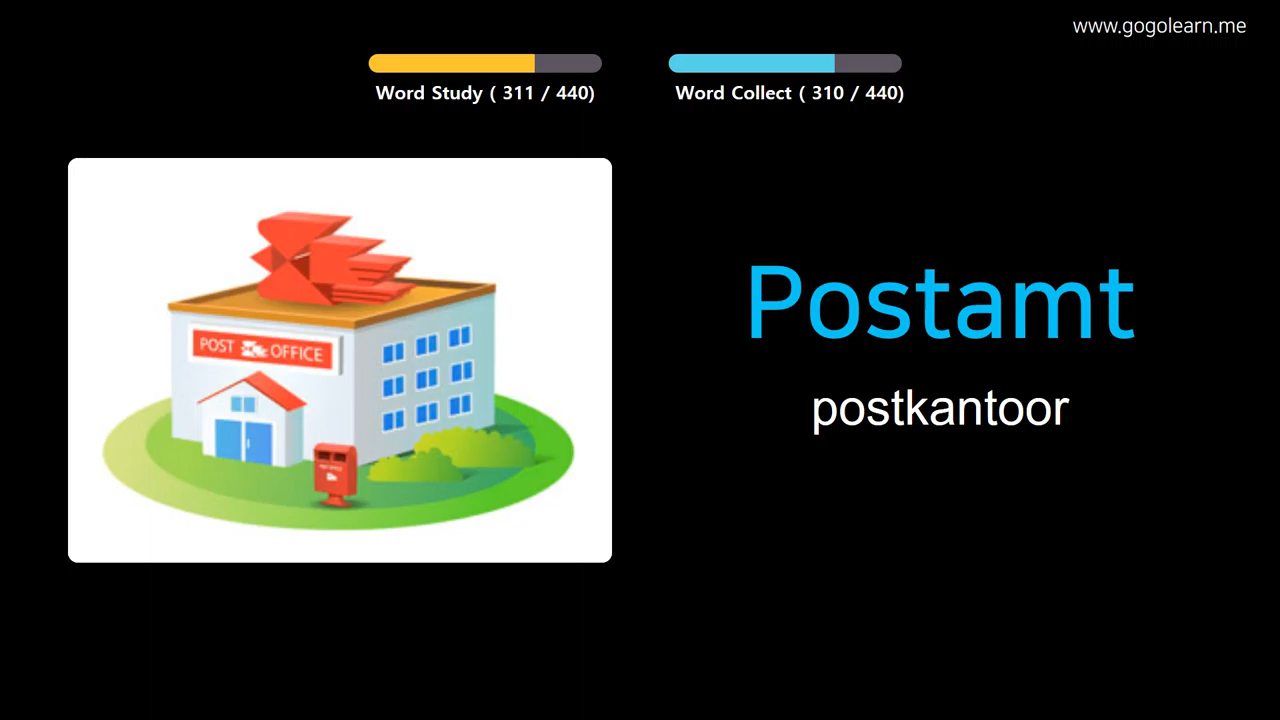 www.gogolearn.me
Word Study ( 311 / 440)
Word Collect ( 310 / 440)
POST OFFICE
Postamt
postkantoor